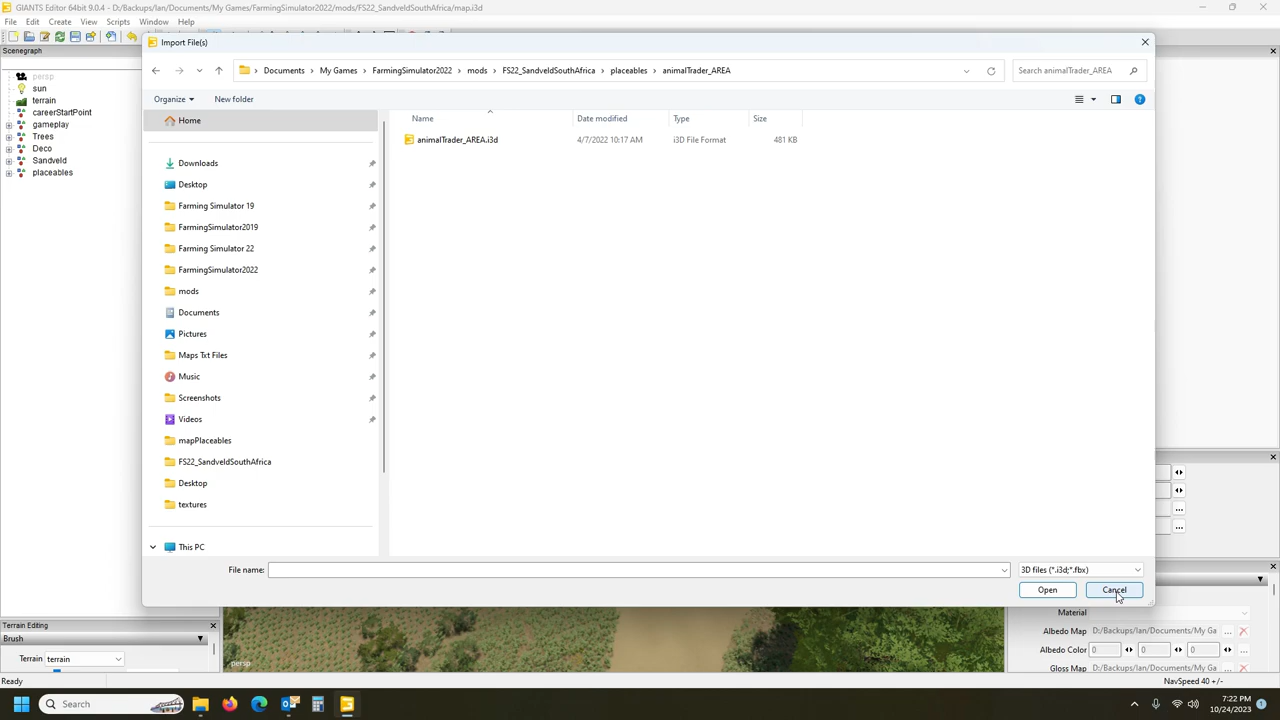 GIANTS Editor 64bit 9.0.4 - D:/Backups/Ian/Documents/My Games/FarmingSimulator2022/mods/FS22_SandveldSouthAfrica/map.i3d
File Edit Create View Scripts Window Help
Import File(s)
Scenegraph
Documents > My Games > FarmingSimulator2022 > mods > FS22_SandveldSouthAfrica > placeables > animalTrader_AREA
Search animalTrader_AREA
persp
sun
terrain
careerStartPoint
gameplay
Trees
Deco
Sandveld
placeables
Organize
New folder
Home
Downloads
Desktop
Farming Simulator 19
FarmingSimulator2019
Farming Simulator 22
FarmingSimulator2022
mods
Documents
Pictures
Maps Txt Files
Music
Screenshots
Videos
mapPlaceables
FS22_SandveldSouthAfrica
Desktop
textures
This PC
Name Date modified Type Size
animalTrader_AREA.i3d 4/7/2022 10:17 AM i3D File Format 481 KB
File name:
3D files (*.i3d;*.fbx)
Open
Cancel
Terrain Editing
Brush
Terrain terrain
persp
Material
Albedo Map D:/Backups/Ian/Documents/My Ga ...
Albedo Color 0 0 0 ...
Gloss Map D:/Backups/Ian/Documents/My Ga ...
Ready
NavSpeed 40 +/-
Search
7:22 PM
10/24/2023